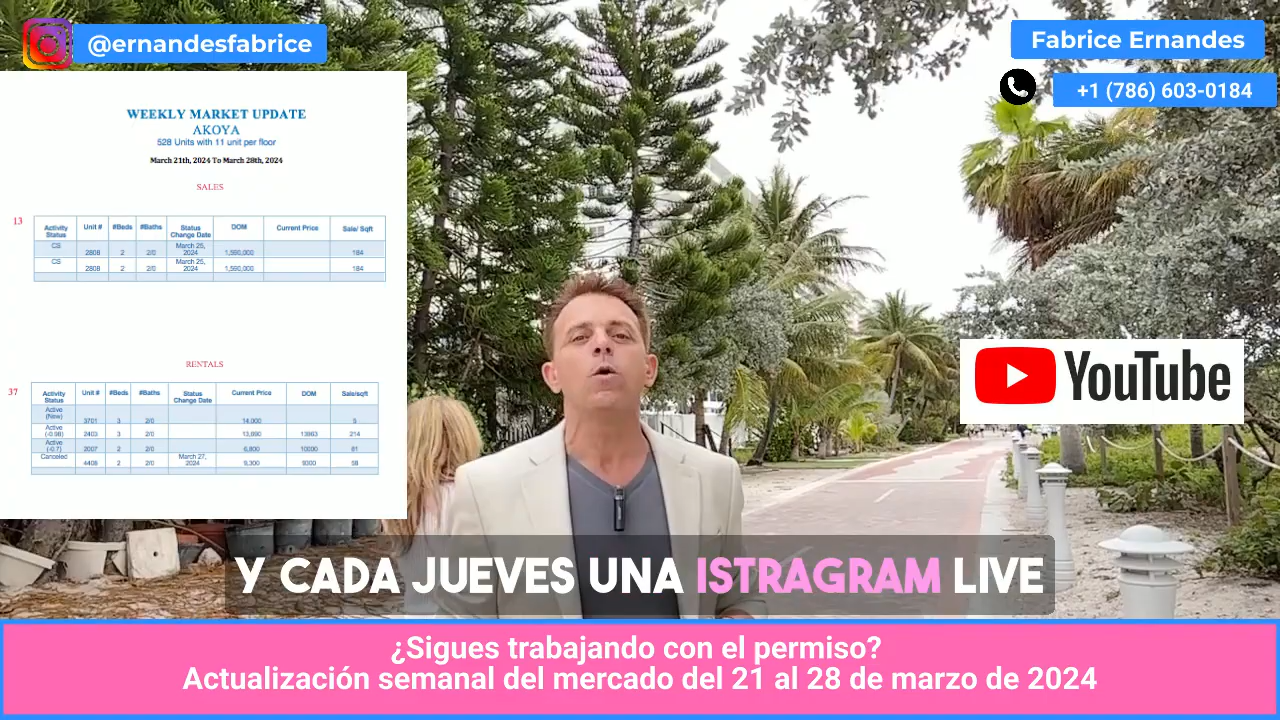 @ernandesfabrice
Fabrice Ernandes
+1 (786) 603-0184
WEEKLY MARKET UPDATE
AKOYA
528 Units with 11 unit per floor
March 21th, 2024 To March 28th, 2024
SALES
13
Activity Status Unit # #Beds #Baths Status Change Date DOM Current Price Sale/ Sqft
CS 2808 2 2/0 March 25, 2024 1,560,000 184
CS 2808 2 2/0 March 25, 2024 1,560,000 184
RENTALS
37
Activity Status Unit # #Beds #Baths Status Change Date Current Price DOM Sale/sqft
Active (New) 3701 3 2/0 14,000 5
Active 2403 3 2/0 13,690 13863 214
Active 2007 2 2/0 6,800 10000 61
Canceled 4408 2 2/0 March 27, 2024 9000 58
YouTube
Y CADA JUEVES UNA ISTRAGRAM LIVE
¿Sigues trabajando con el permiso?
Actualización semanal del mercado del 21 al 28 de marzo de 2024